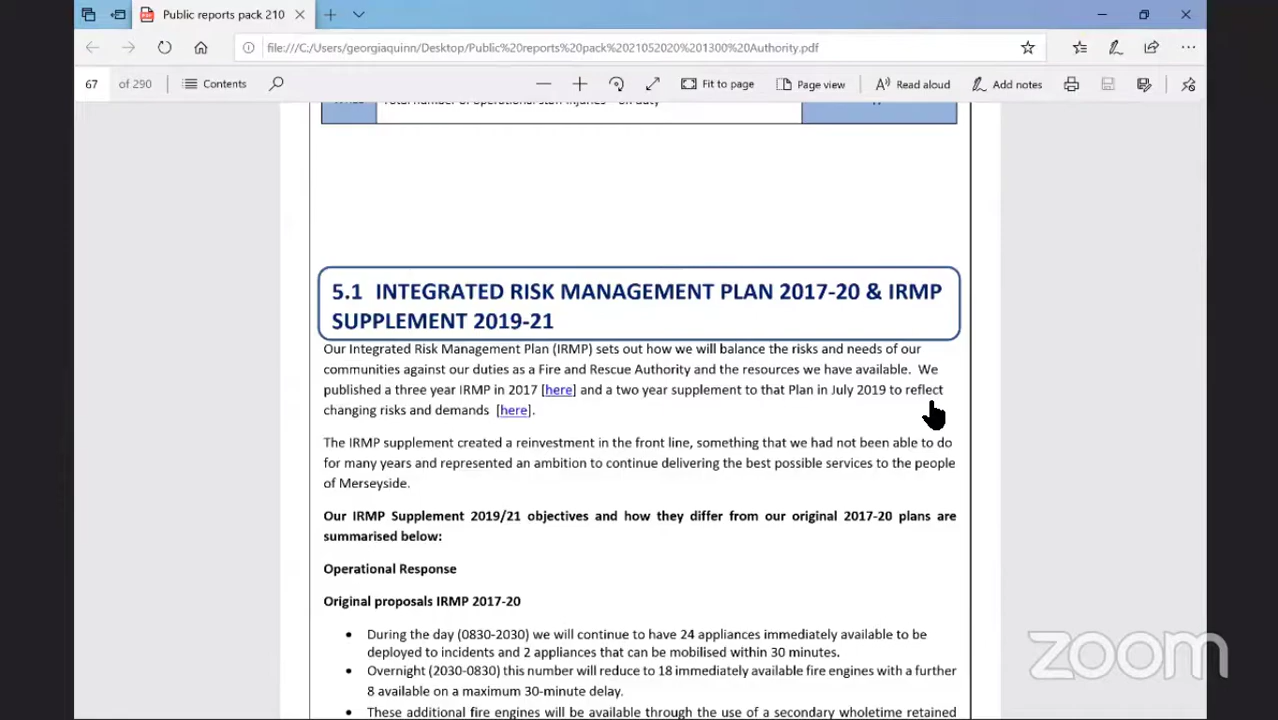 Public reports pack 210
file:///C:/Users/georgiaquinn/Desktop/Public%20reports%20pack%2021052020%201300%20Authority.pdf
67 of 290 Contents Fit to page Page view Read aloud Add notes
Total number of operational staff injuries - on duty
5.1 INTEGRATED RISK MANAGEMENT PLAN 2017-20 & IRMP
SUPPLEMENT 2019-21
Our Integrated Risk Management Plan (IRMP) sets out how we will balance the risks and needs of our
communities against our duties as a Fire and Rescue Authority and the resources we have available. We
published a three year IRMP in 2017 [here] and a two year supplement to that Plan in July 2019 to reflect
changing risks and demands [here].
The IRMP supplement created a reinvestment in the front line, something that we had not been able to do
for many years and represented an ambition to continue delivering the best possible services to the people
of Merseyside.
Our IRMP Supplement 2019/21 objectives and how they differ from our original 2017-20 plans are
summarised below:
Operational Response
Original proposals IRMP 2017-20
• During the day (0830-2030) we will continue to have 24 appliances immediately available to be
deployed to incidents and 2 appliances that can be mobilised within 30 minutes.
• Overnight (2030-0830) this number will reduce to 18 immediately available fire engines with a further
8 available on a maximum 30-minute delay.
• These additional fire engines will be available through the use of a secondary wholetime retained
zoom